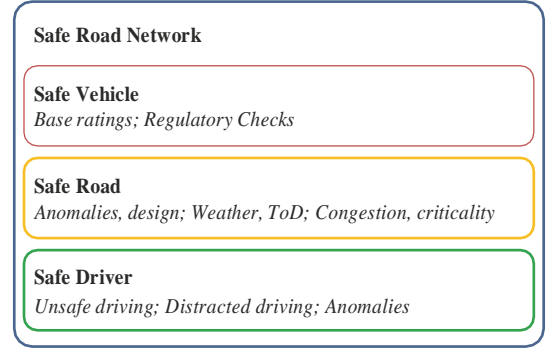 Safe Road Network
Safe Vehicle
Base ratings; Regulatory Checks
Safe Road
Anomalies, design; Weather, ToD; Congestion, criticality
Safe Driver
Unsafe driving; Distracted driving; Anomalies